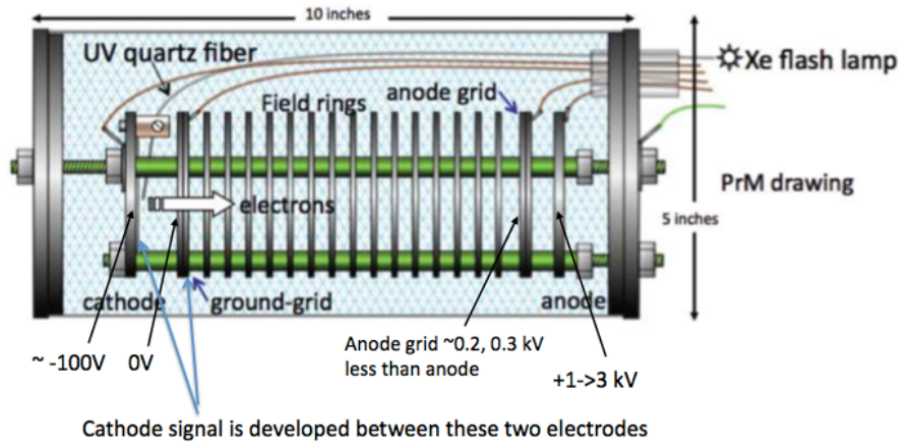 10 inches
UV quartz fiber
Xe flash lamp
anode grid
Field rings
PrM drawing
electrons
5 inches
cathode
ground-grid
anode
~ -100V
0V
Anode grid ~0.2, 0.3 kV
less than anode
+1->3 kV
Cathode signal is developed between these two electrodes